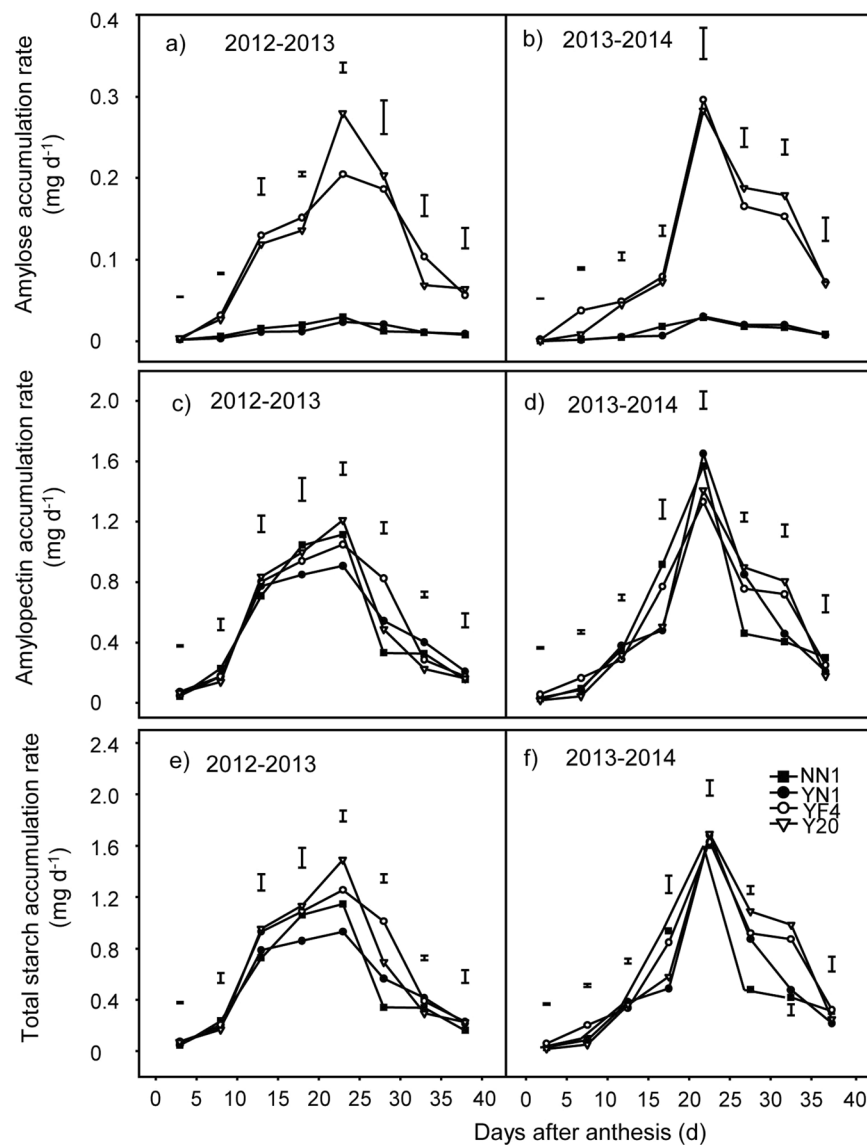 a) 2012-2013
b) 2013-2014
0.4
0.3
0.2
0.1
0
Amylose accumulation rate
(mg d-1)
c) 2012-2013
d) 2013-2014
2.0
1.6
1.2
0.8
0.4
0
Amylopectin accumulation rate
(mg d-1)
e) 2012-2013
f) 2013-2014
NN1
YN1
YF4
Y20
2.4
2.0
1.6
1.2
0.8
0.4
0
Total starch accumulation rate
(mg d-1)
0 5 10 15 20 25 30 35 40 0 5 10 15 20 25 30 35 40
Days after anthesis (d)